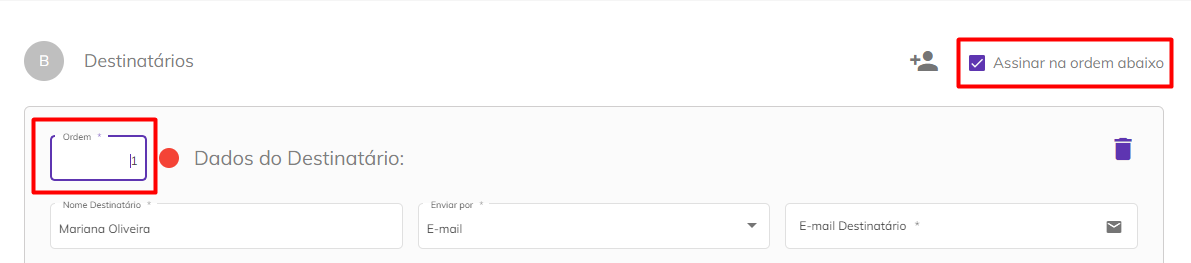 B
Destinatários
Assinar na ordem abaixo
Ordem *
1
Dados do Destinatário:
Nome Destinatário *
Mariana Oliveira
Enviar por *
E-mail
E-mail Destinatário *